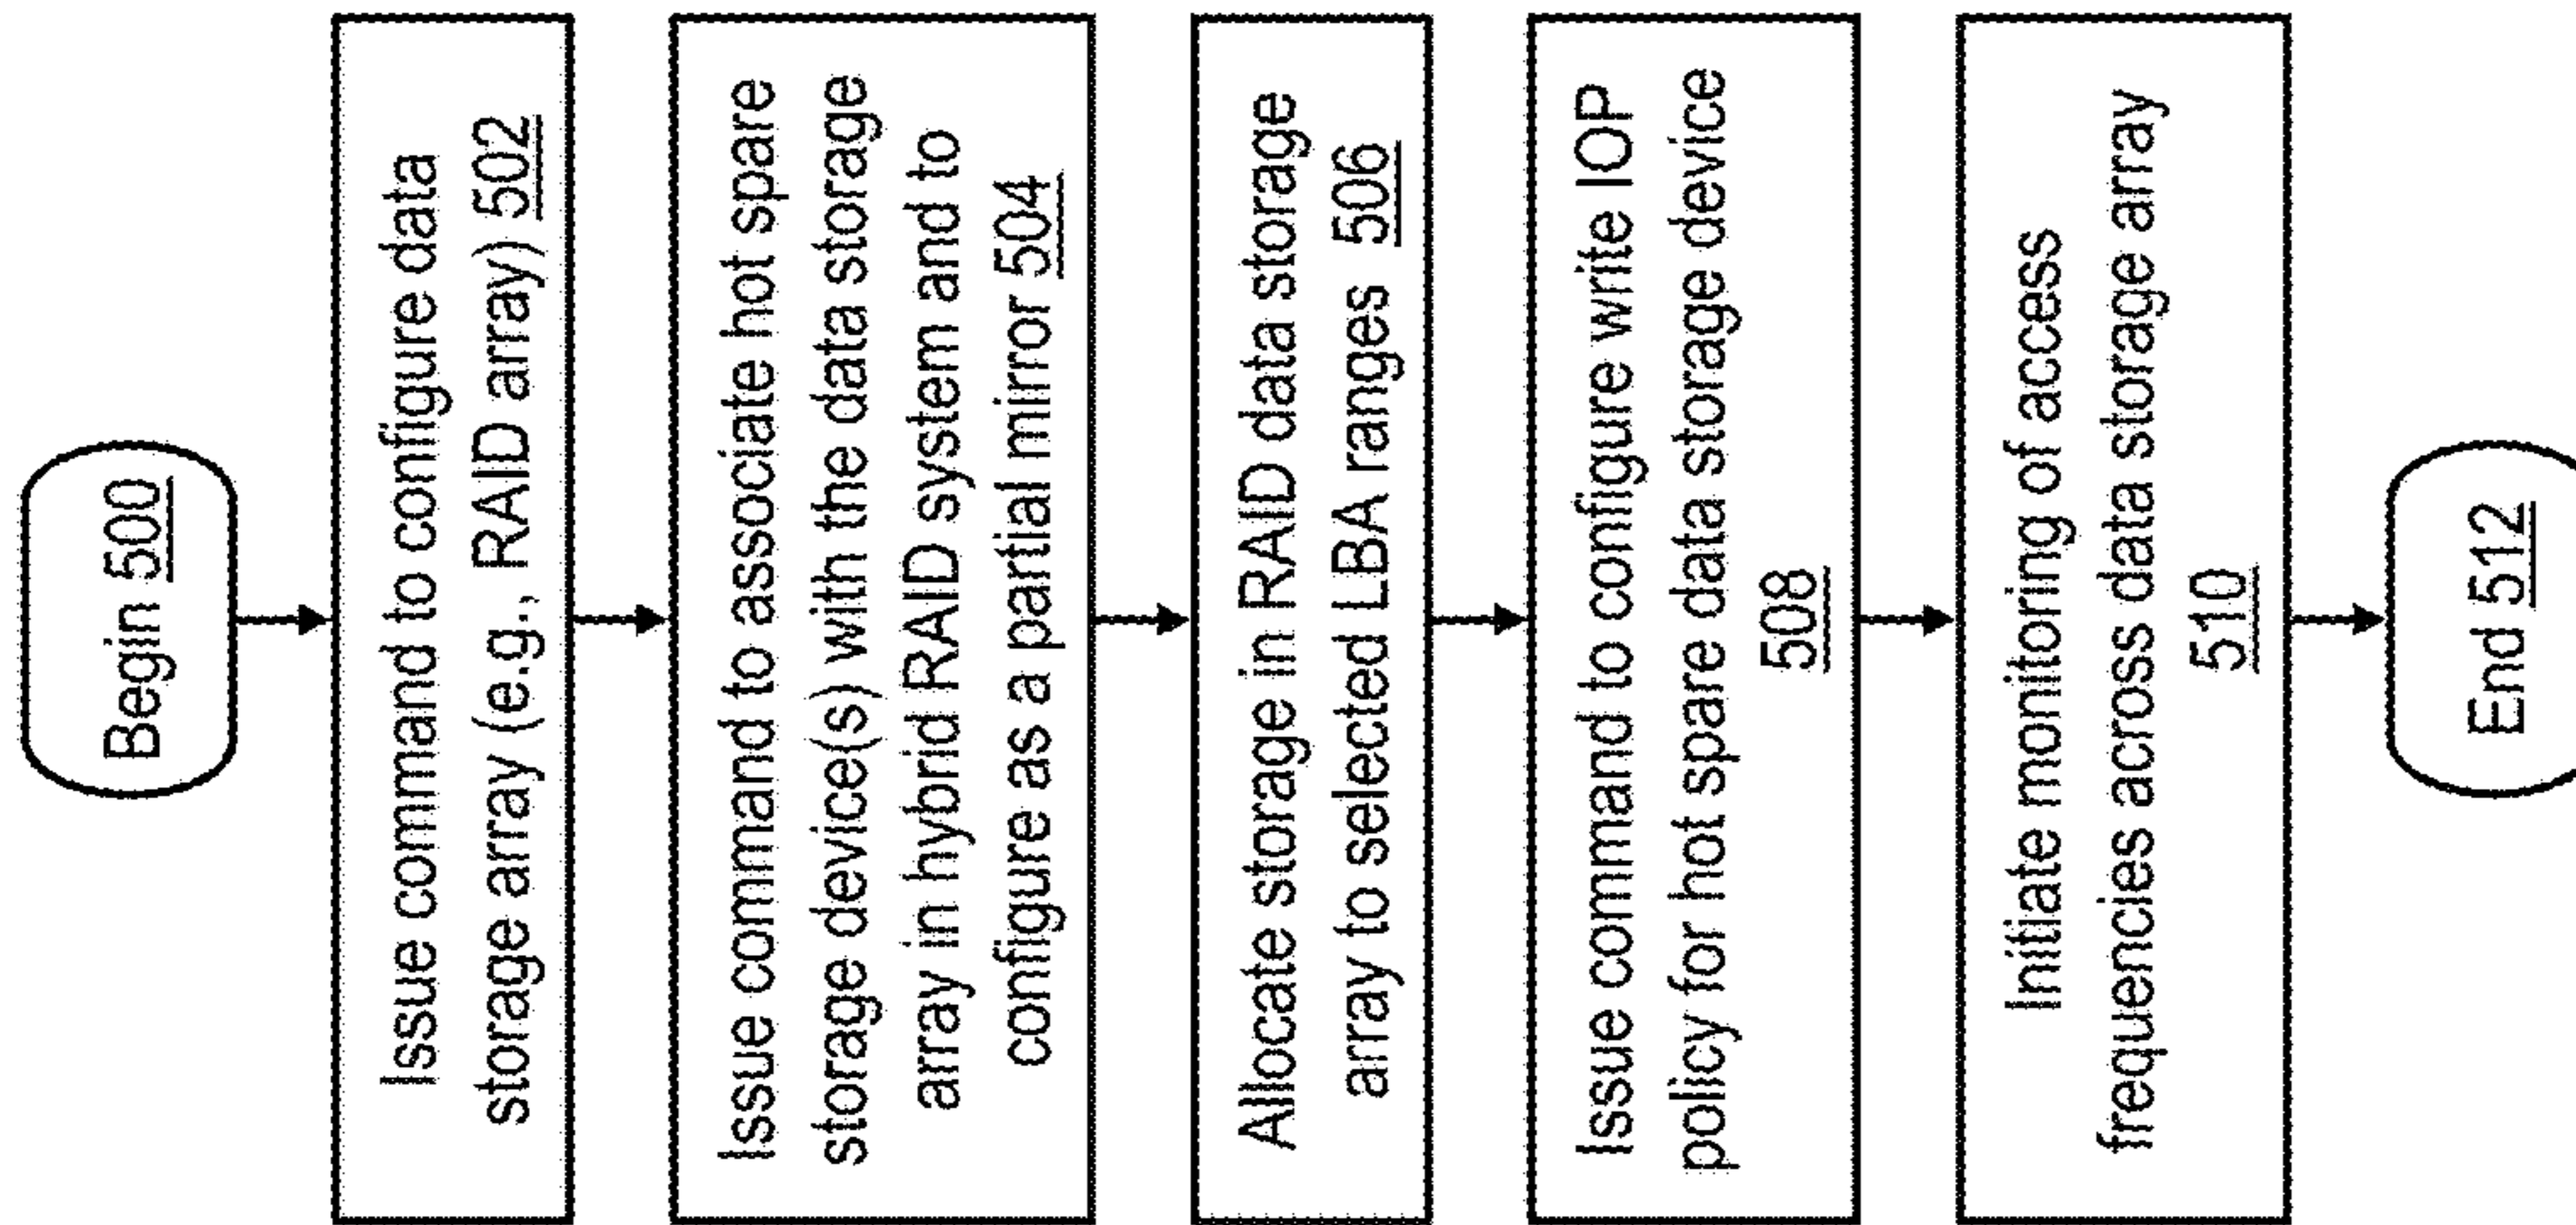 Begin 500
Issue command to configure data
storage array (e.g., RAID array) 502
Issue command to associate hot spare
storage device(s) with the data storage
array in hybrid RAID system and to
configure as a partial mirror 504
Allocate storage in RAID data storage
array to selected LBA ranges 506
Issue command to configure write IOP
policy for hot spare data storage device
508
Initiate monitoring of access
frequencies across data storage array
510
End 512